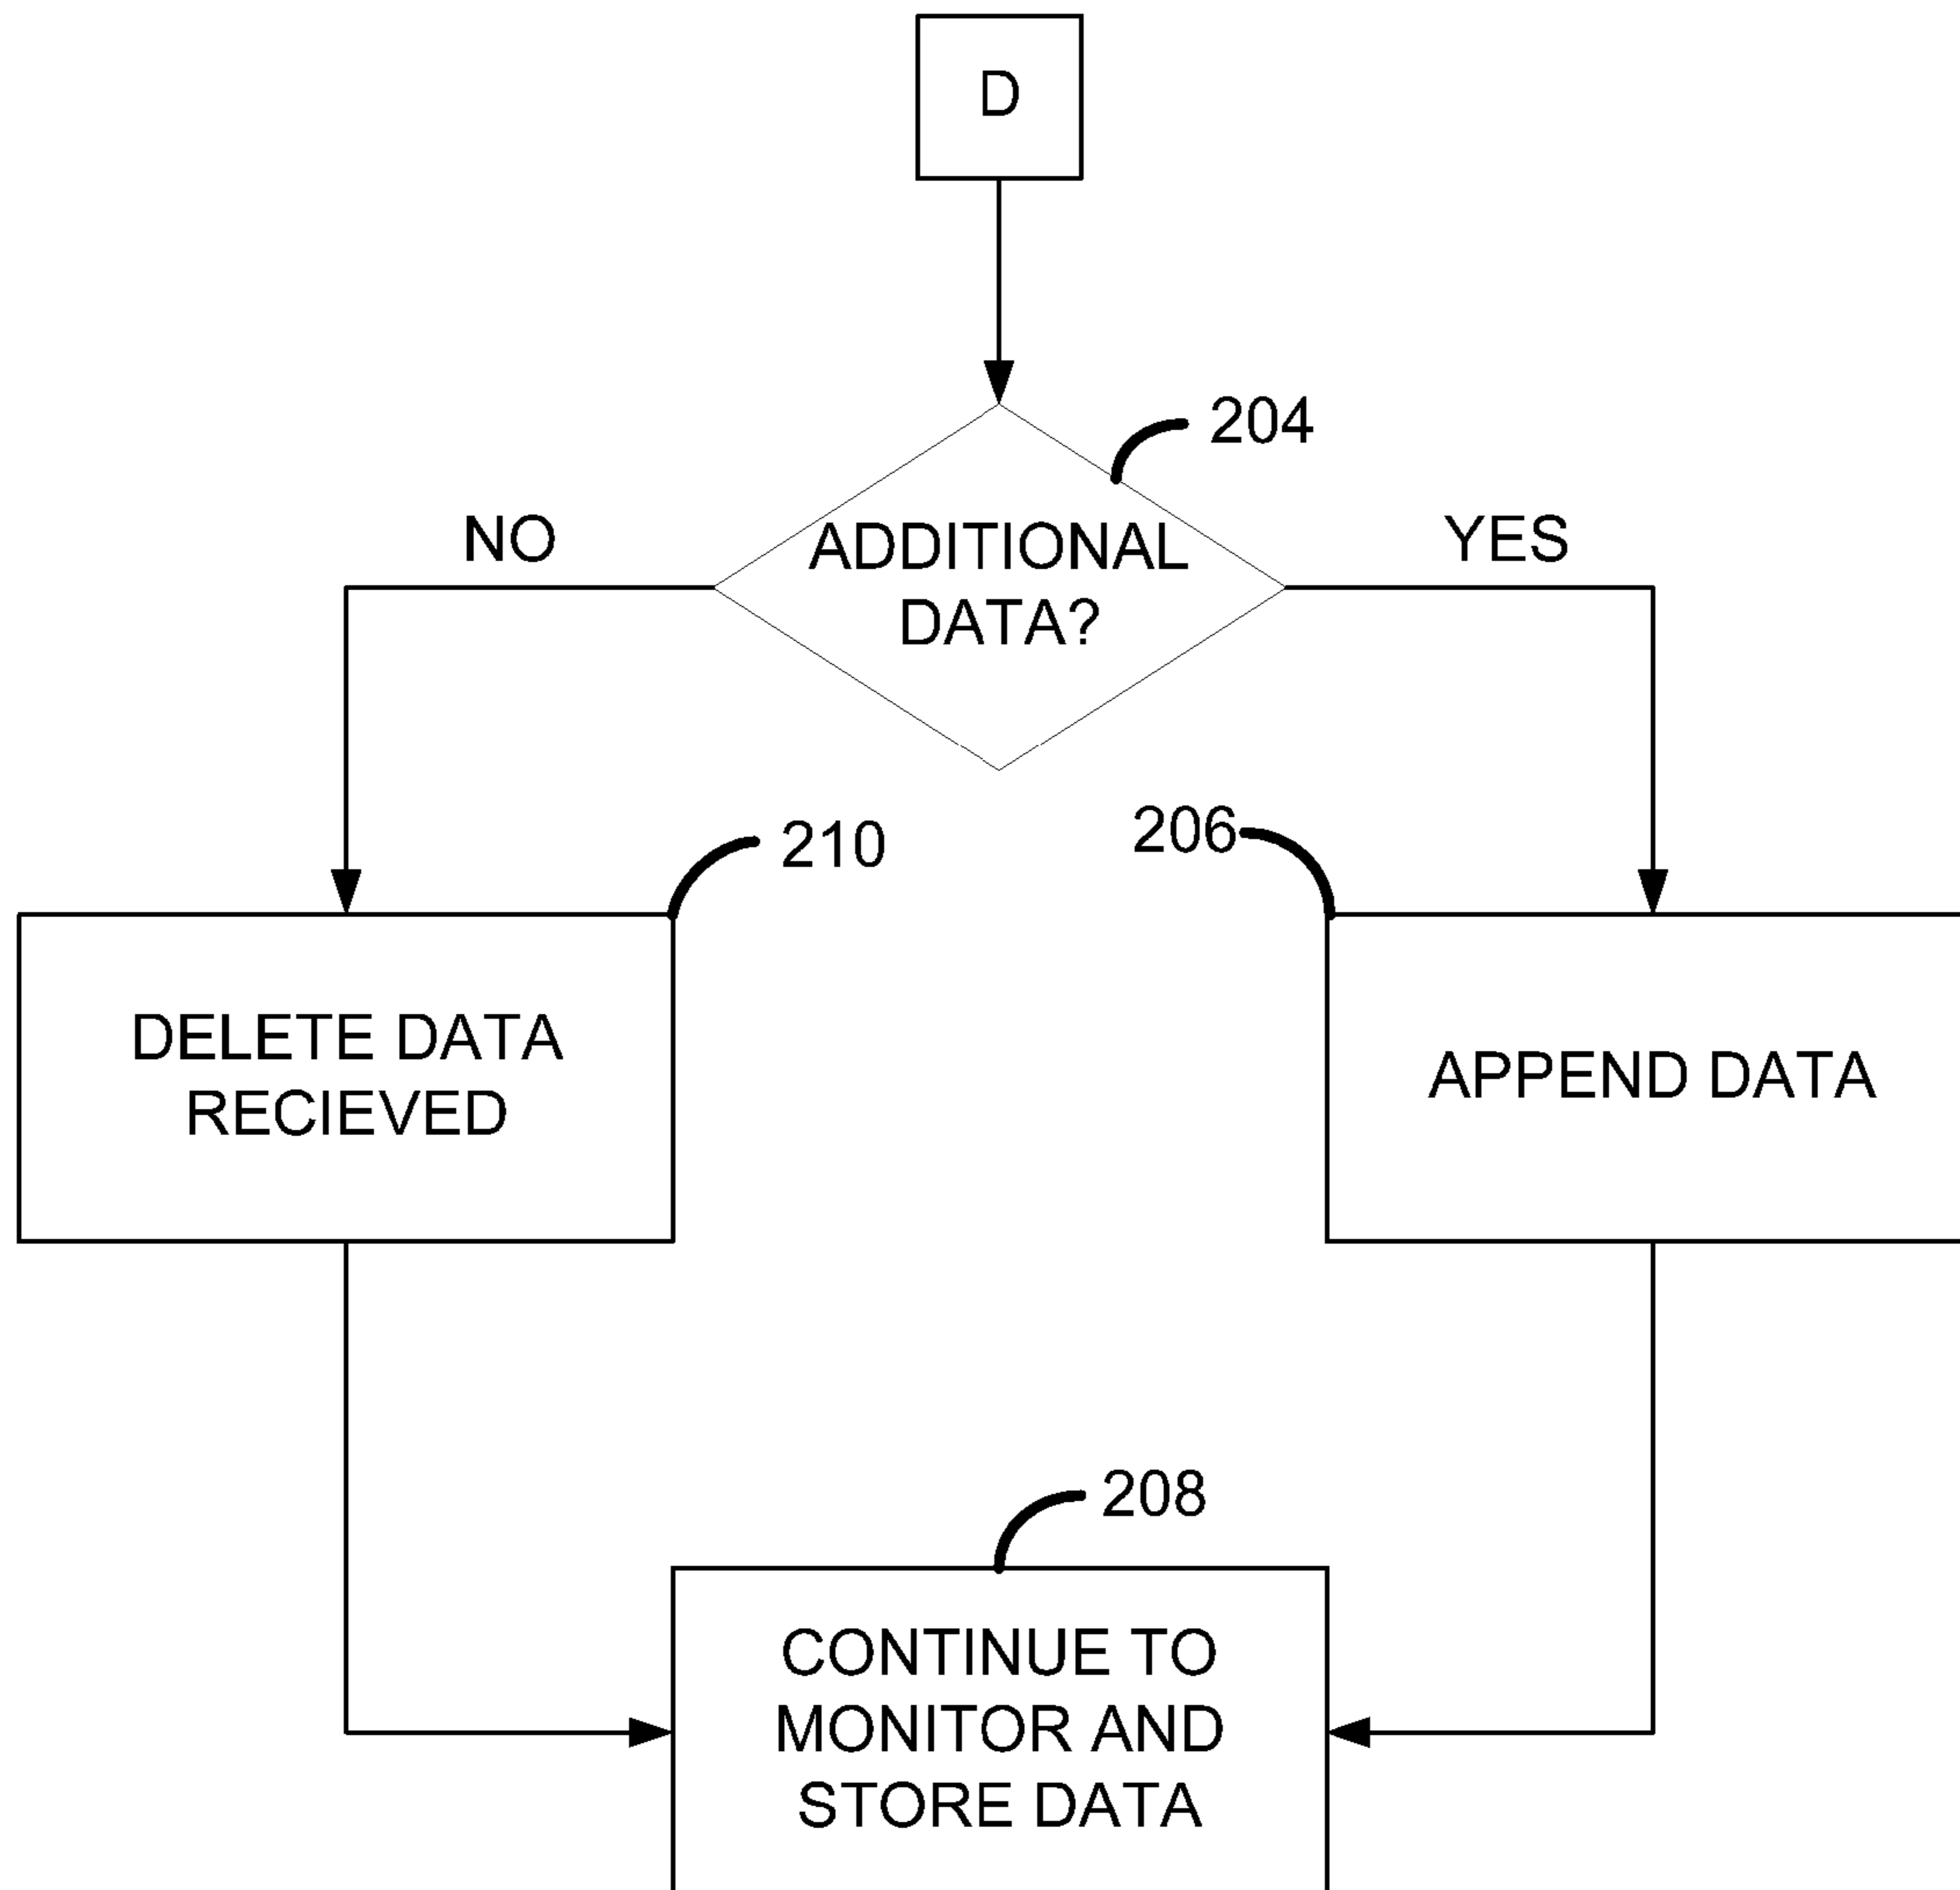 D
204
ADDITIONAL
DATA?
NO
YES
210
206
DELETE DATA
RECIEVED
APPEND DATA
208
CONTINUE TO
MONITOR AND
STORE DATA